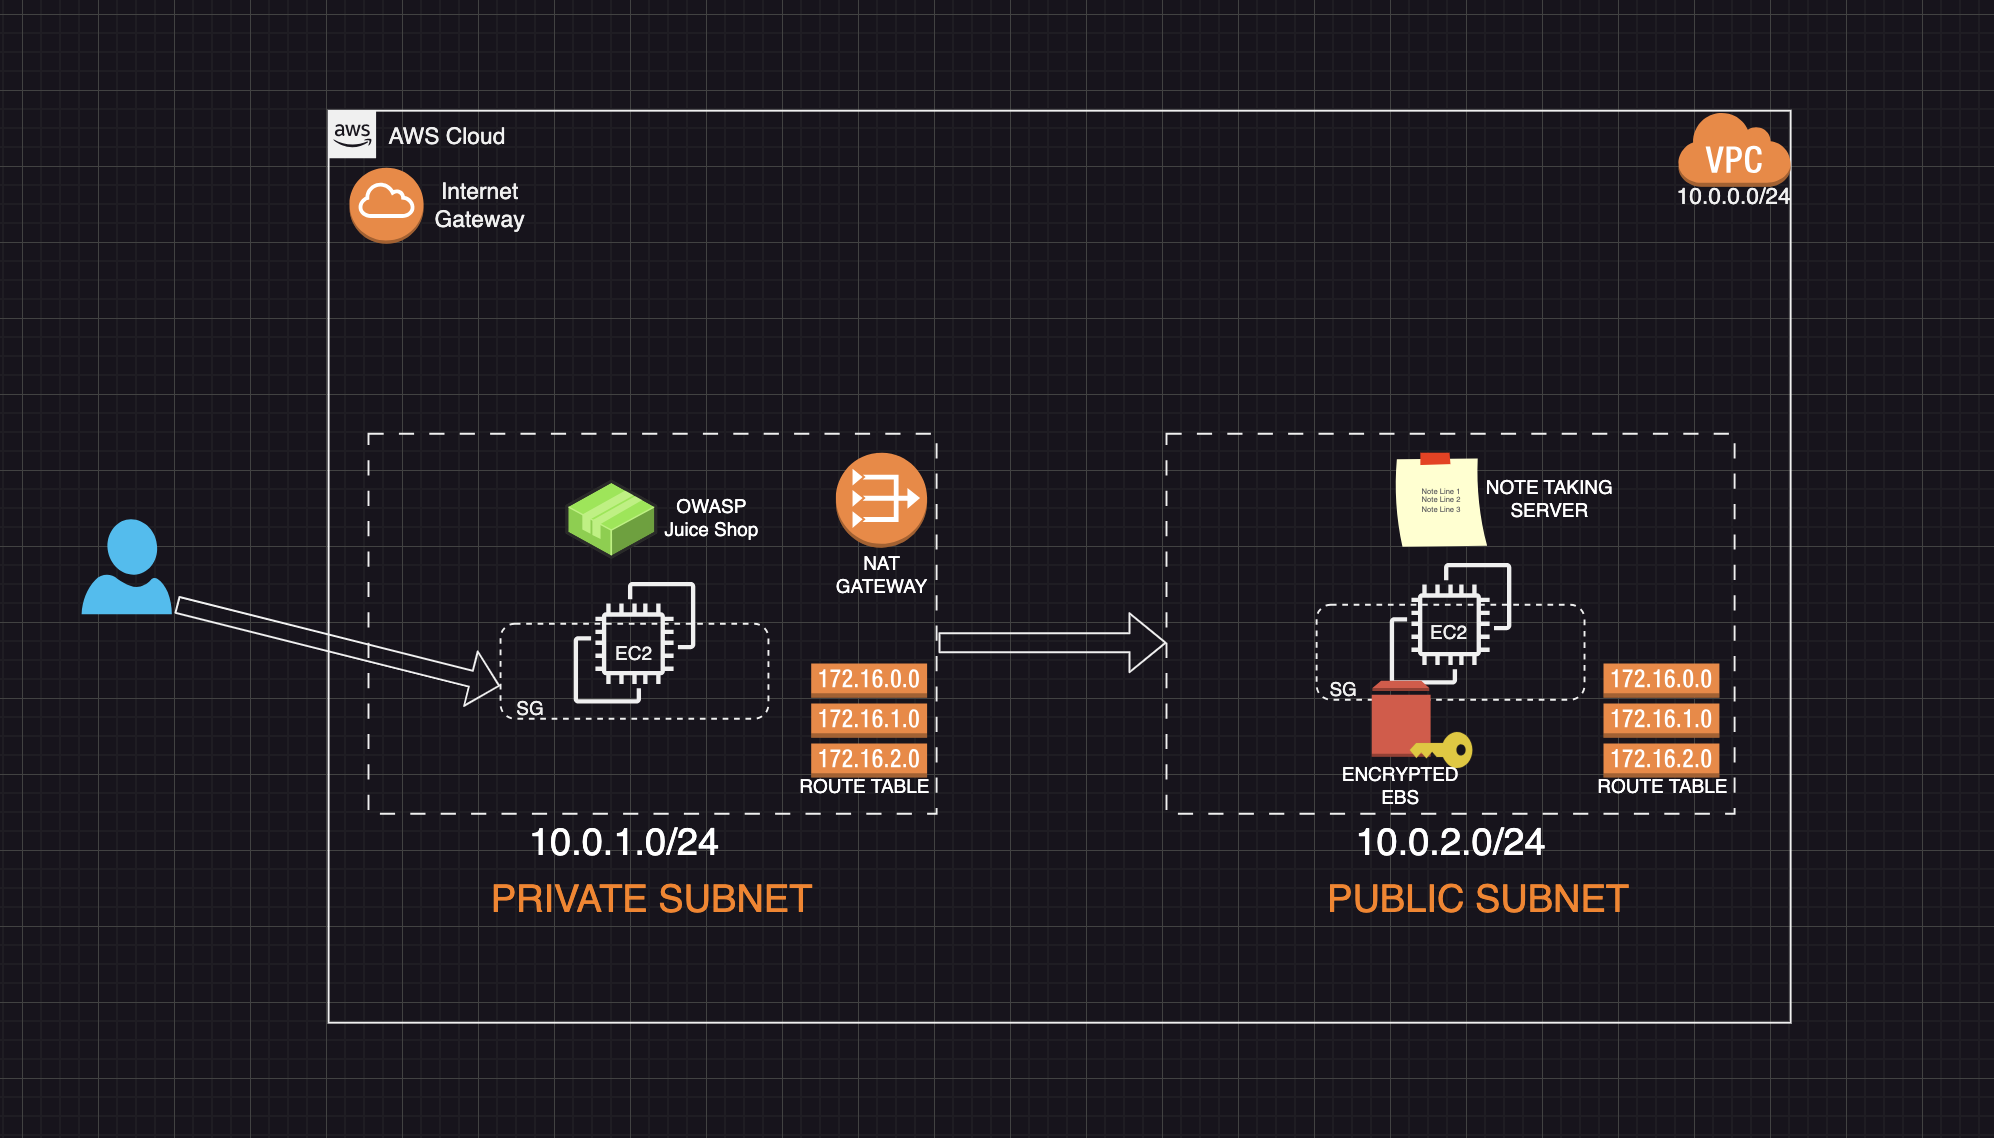 aws
AWS Cloud
Internet
Gateway
VPC
10.0.0.0/24
OWASP
Juice Shop
NAT
GATEWAY
EC2
SG
172.16.0.0
172.16.1.0
172.16.2.0
ROUTE TABLE
10.0.1.0/24
PRIVATE SUBNET
Note Line 1
Note Line 2
Note Line 3
NOTE TAKING
SERVER
EC2
SG
ENCRYPTED
EBS
172.16.0.0
172.16.1.0
172.16.2.0
ROUTE TABLE
10.0.2.0/24
PUBLIC SUBNET